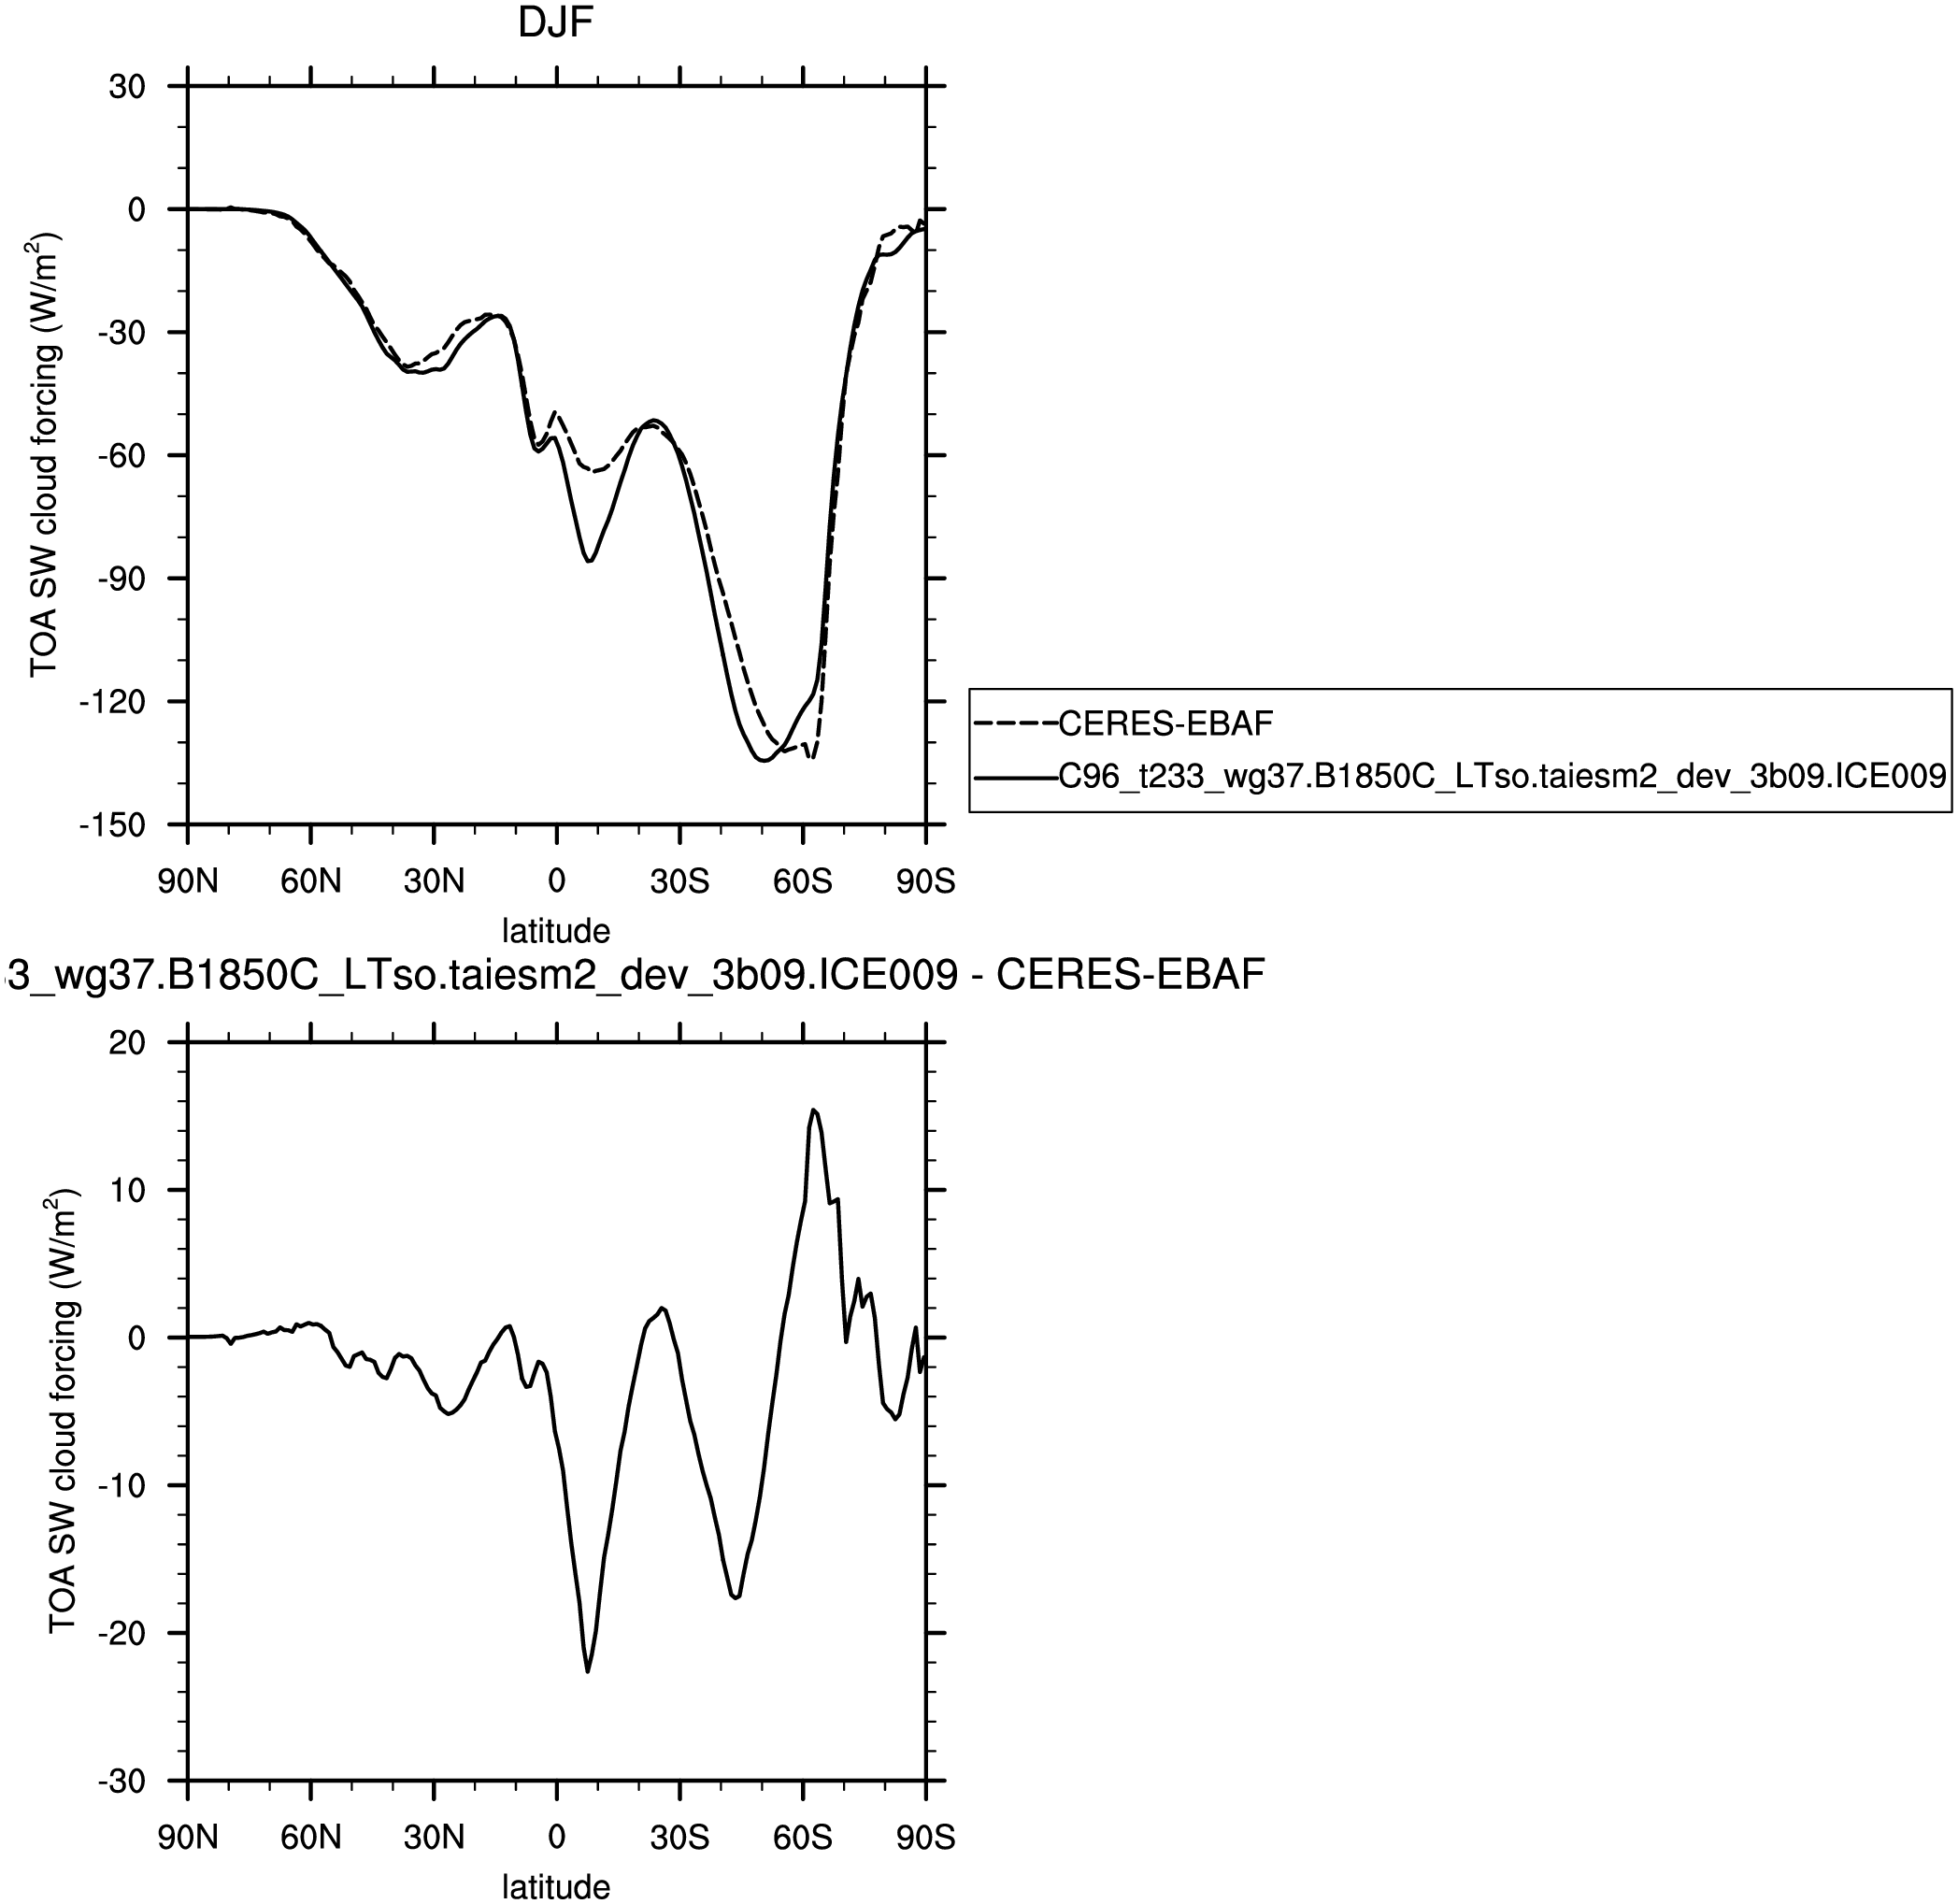 DJF
30
0
-30
-60
-90
-120
-150
TOA SW cloud forcing (W/m2)
90N 60N 30N 0 30S 60S 90S
latitude
CERES-EBAF
C96_t233_wg37.B1850C_LTso.taiesm2_dev_3b09.ICE009
3_wg37.B1850C_LTso.taiesm2_dev_3b09.ICE009 - CERES-EBAF
20
10
0
-10
-20
-30
TOA SW cloud forcing (W/m2)
90N 60N 30N 0 30S 60S 90S
latitude